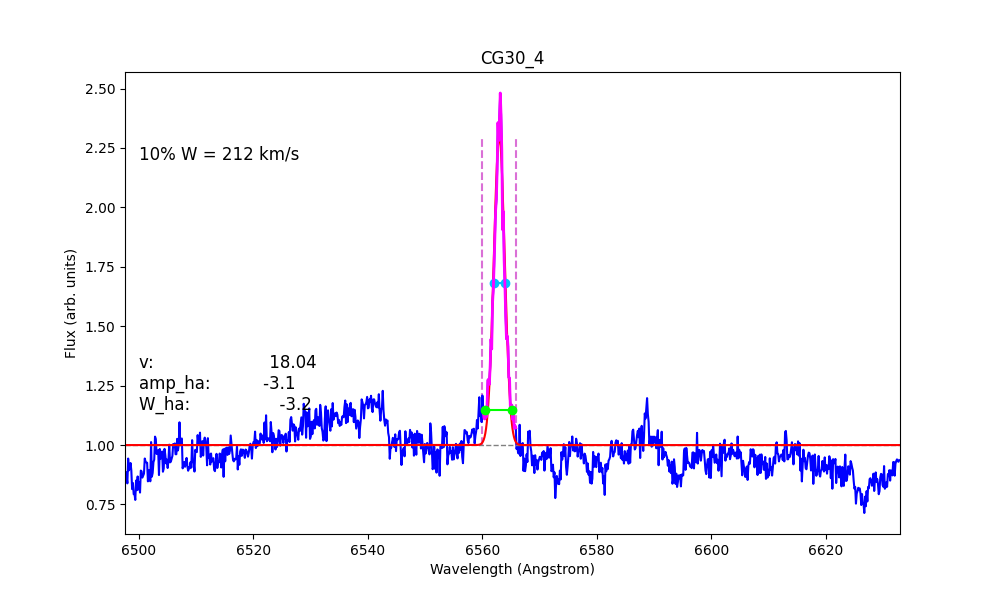 CG30_4
2.50
10% W = 212 km/s
2.25
2.00
1.75
1.50
v: 18.04
amp_ha: -3.1
W_ha: -3.2
1.25
1.00
0.75
Flux (arb. units)
6500 6520 6540 6560 6580 6600 6620
Wavelength (Angstrom)